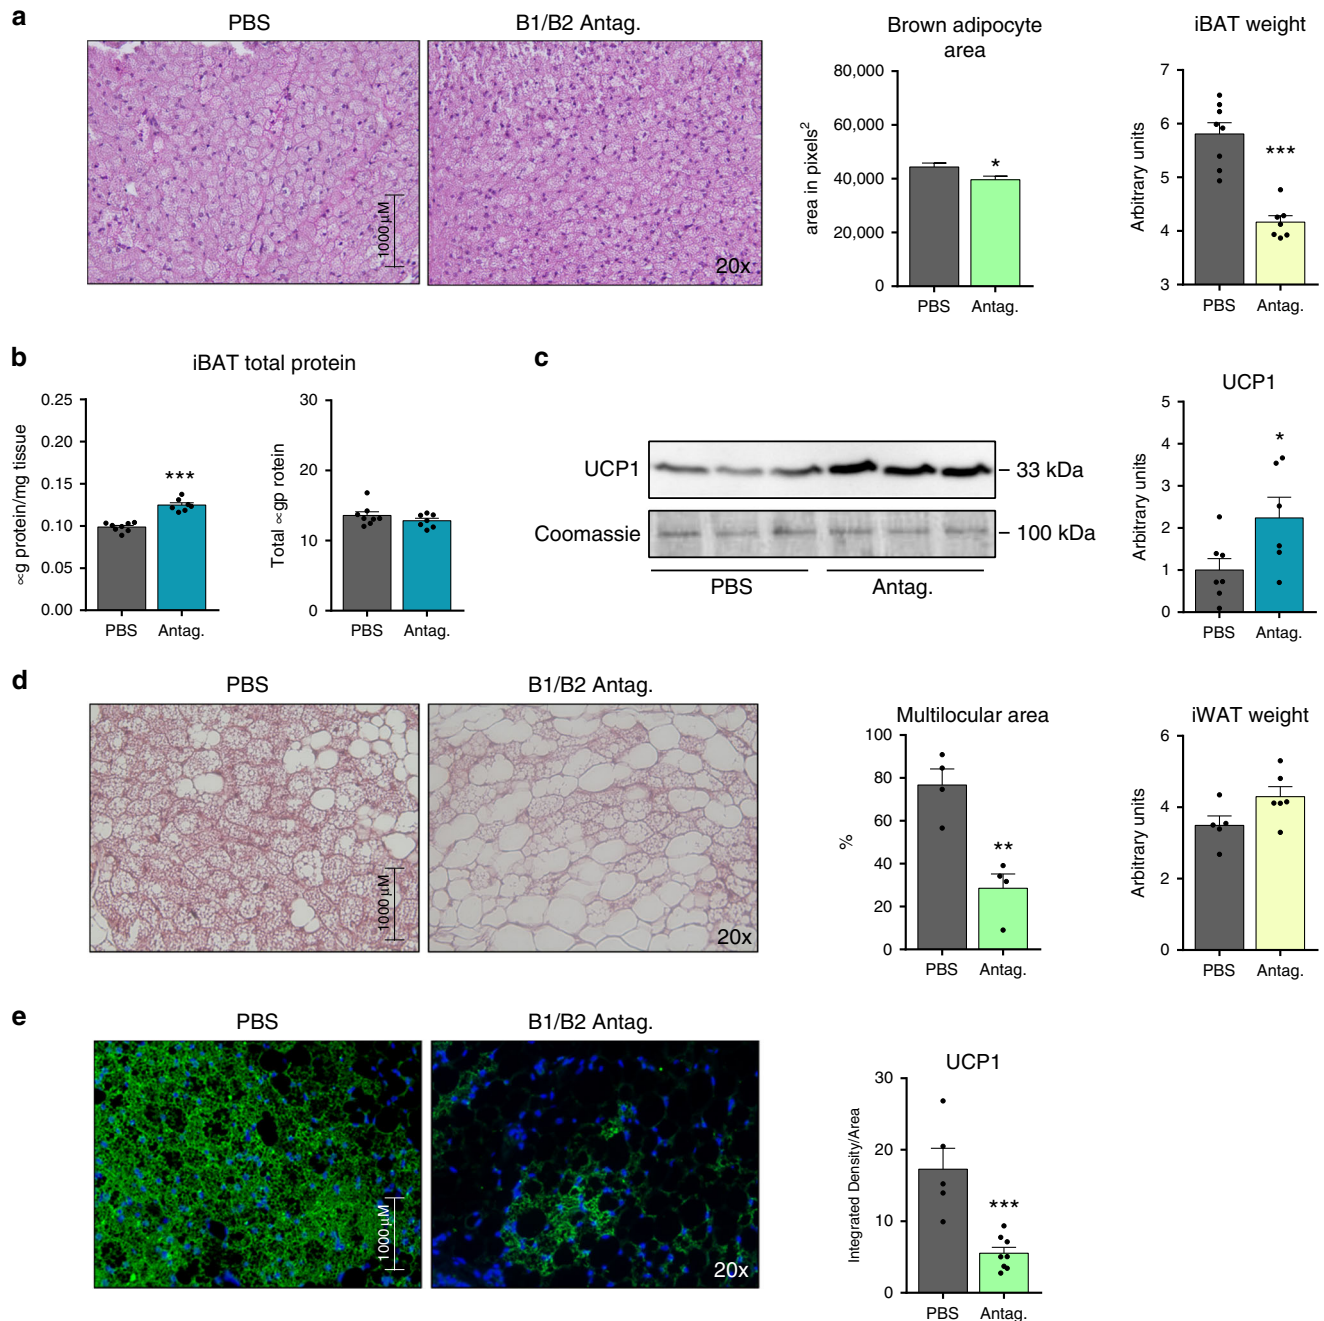 a
PBS
B1/B2 Antag.
1000 µM
20x
Brown adipocyte
area
area in pixels²
80,000
60,000
40,000
20,000
0
*
PBS
Antag.
iBAT weight
Arbitrary units
7
6
5
4
3
***
PBS
Antag.
b
iBAT total protein
∝g protein/mg tissue
0.25
0.20
0.15
0.10
0.05
0.00
***
PBS
Antag.
Total ∝gp rotein
30
20
10
0
PBS
Antag.
c
UCP1
33 kDa
Coomassie
100 kDa
PBS
Antag.
UCP1
Arbitrary units
5
4
3
2
1
0
*
PBS
Antag.
d
PBS
B1/B2 Antag.
1000 µM
20x
Multilocular area
%
100
80
60
40
20
0
**
PBS
Antag.
iWAT weight
Arbitrary units
6
4
2
0
PBS
Antag.
e
PBS
B1/B2 Antag.
1000 µM
20x
UCP1
Integrated Density/Area
30
20
10
0
***
PBS
Antag.